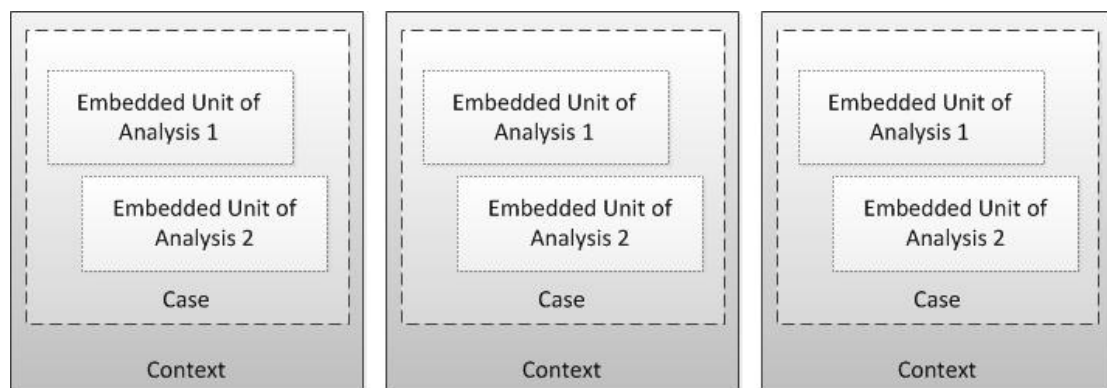 Embedded Unit of
Analysis 1
Embedded Unit of
Analysis 2
Case
Context
Embedded Unit of
Analysis 1
Embedded Unit of
Analysis 2
Case
Context
Embedded Unit of
Analysis 1
Embedded Unit of
Analysis 2
Case
Context